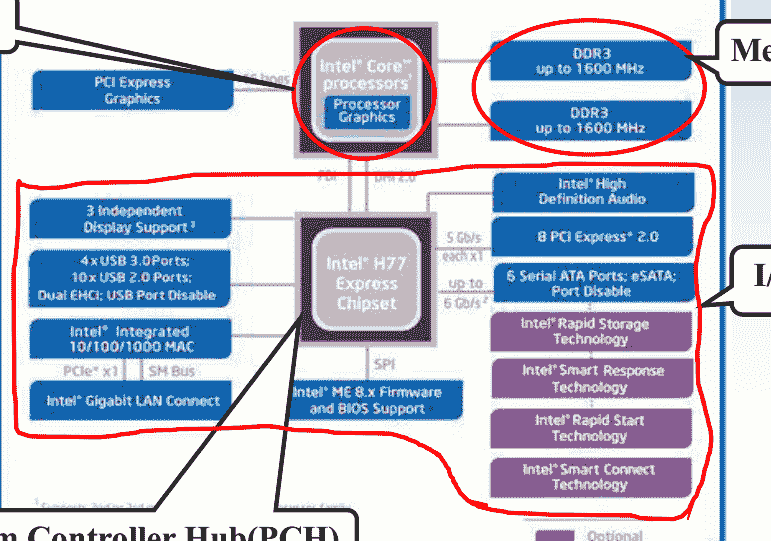 Intel® Core™
processors¹
Processor
Graphics
PCI Express
Graphics
DDR3
up to 1600 MHz
DDR3
up to 1600 MHz
Me
FDI
DMI 2.0
Intel® High
Definition Audio
3 Independent
Display Support
5 Gb/s
each x1
8 PCI Express® 2.0
4x USB 3.0 Ports;
10x USB 2.0 Ports;
Dual EHCI; USB Port Disable
Intel® H77
Express
Chipset
up to
6 Gb/s²
6 Serial ATA Ports; eSATA;
Port Disable
I/
Intel® Integrated
10/100/1000 MAC
Intel® Rapid Storage
Technology
PCIe® x1
SM Bus
SPI
Intel® Smart Response
Technology
Intel® Gigabit LAN Connect
Intel® ME 8.x Firmware
and BIOS Support
Intel® Rapid Start
Technology
Intel® Smart Connect
Technology
m Controller Hub(PCH)
Optional